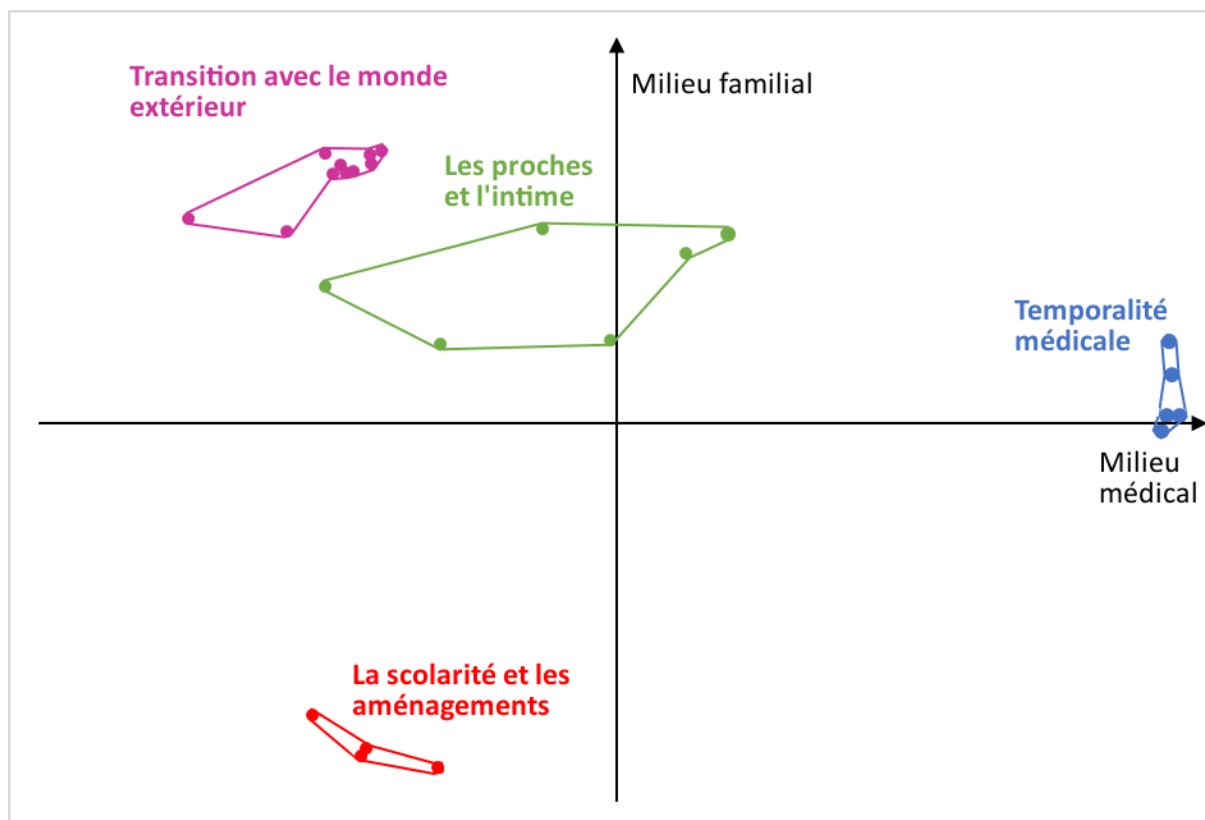 Transition avec le monde
extérieur
Milieu familial
Les proches
et l'intime
Temporalité
médicale
Milieu
médical
La scolarité et les
aménagements